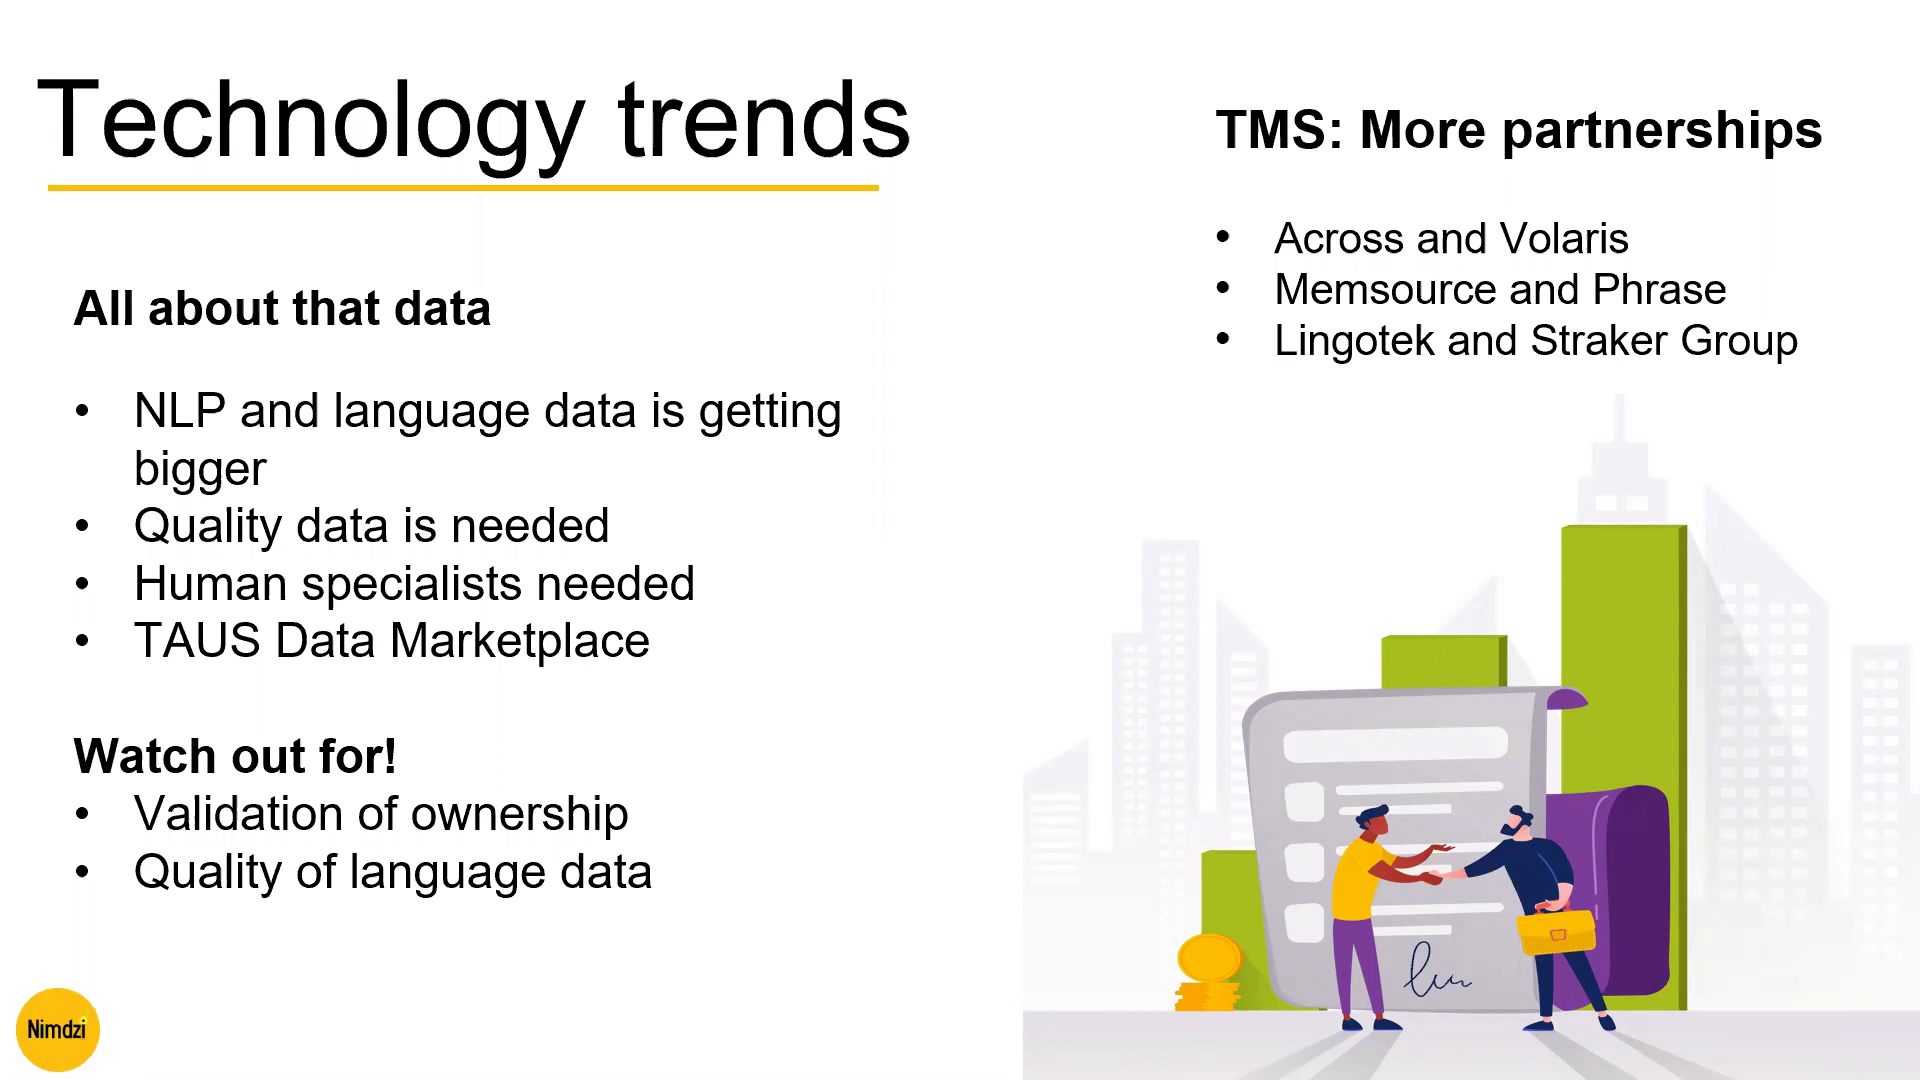 Technology trends
All about that data
• NLP and language data is getting
bigger
• Quality data is needed
• Human specialists needed
• TAUS Data Marketplace
Watch out for!
• Validation of ownership
• Quality of language data
TMS: More partnerships
• Across and Volaris
• Memsource and Phrase
• Lingotek and Straker Group
Nimdzi